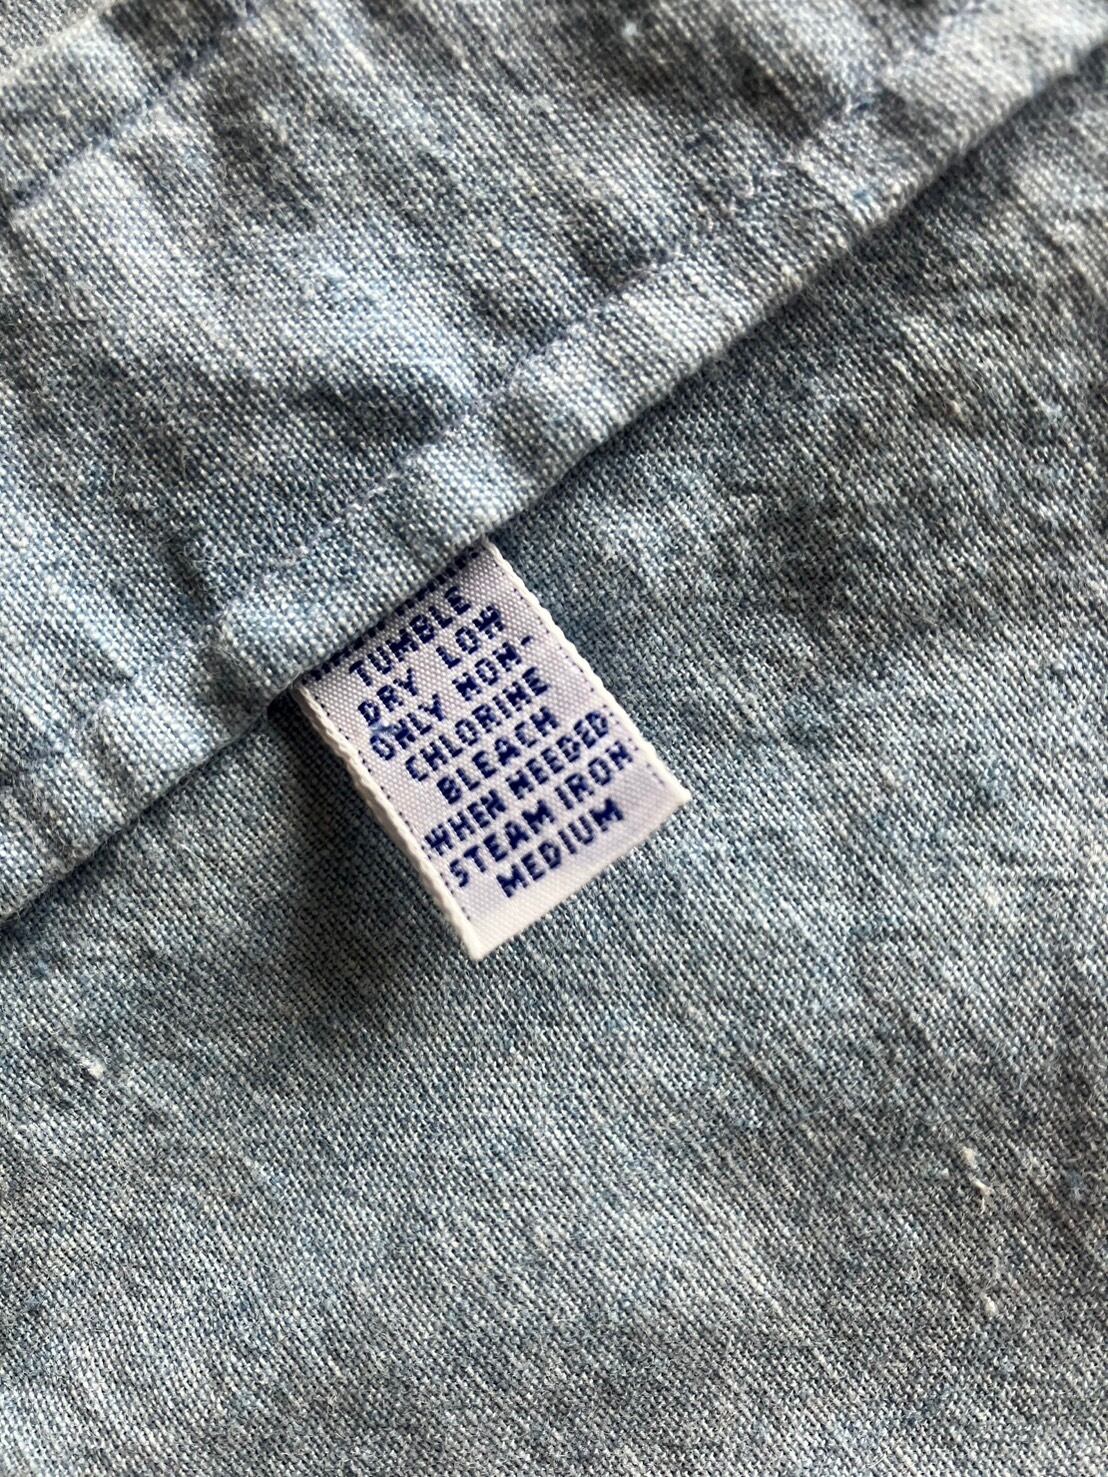 TUMBLE
DRY LOW
ONLY NON-
CHLORINE
BLEACH
WHEN NEEDED
STEAM IRON
MEDIUM